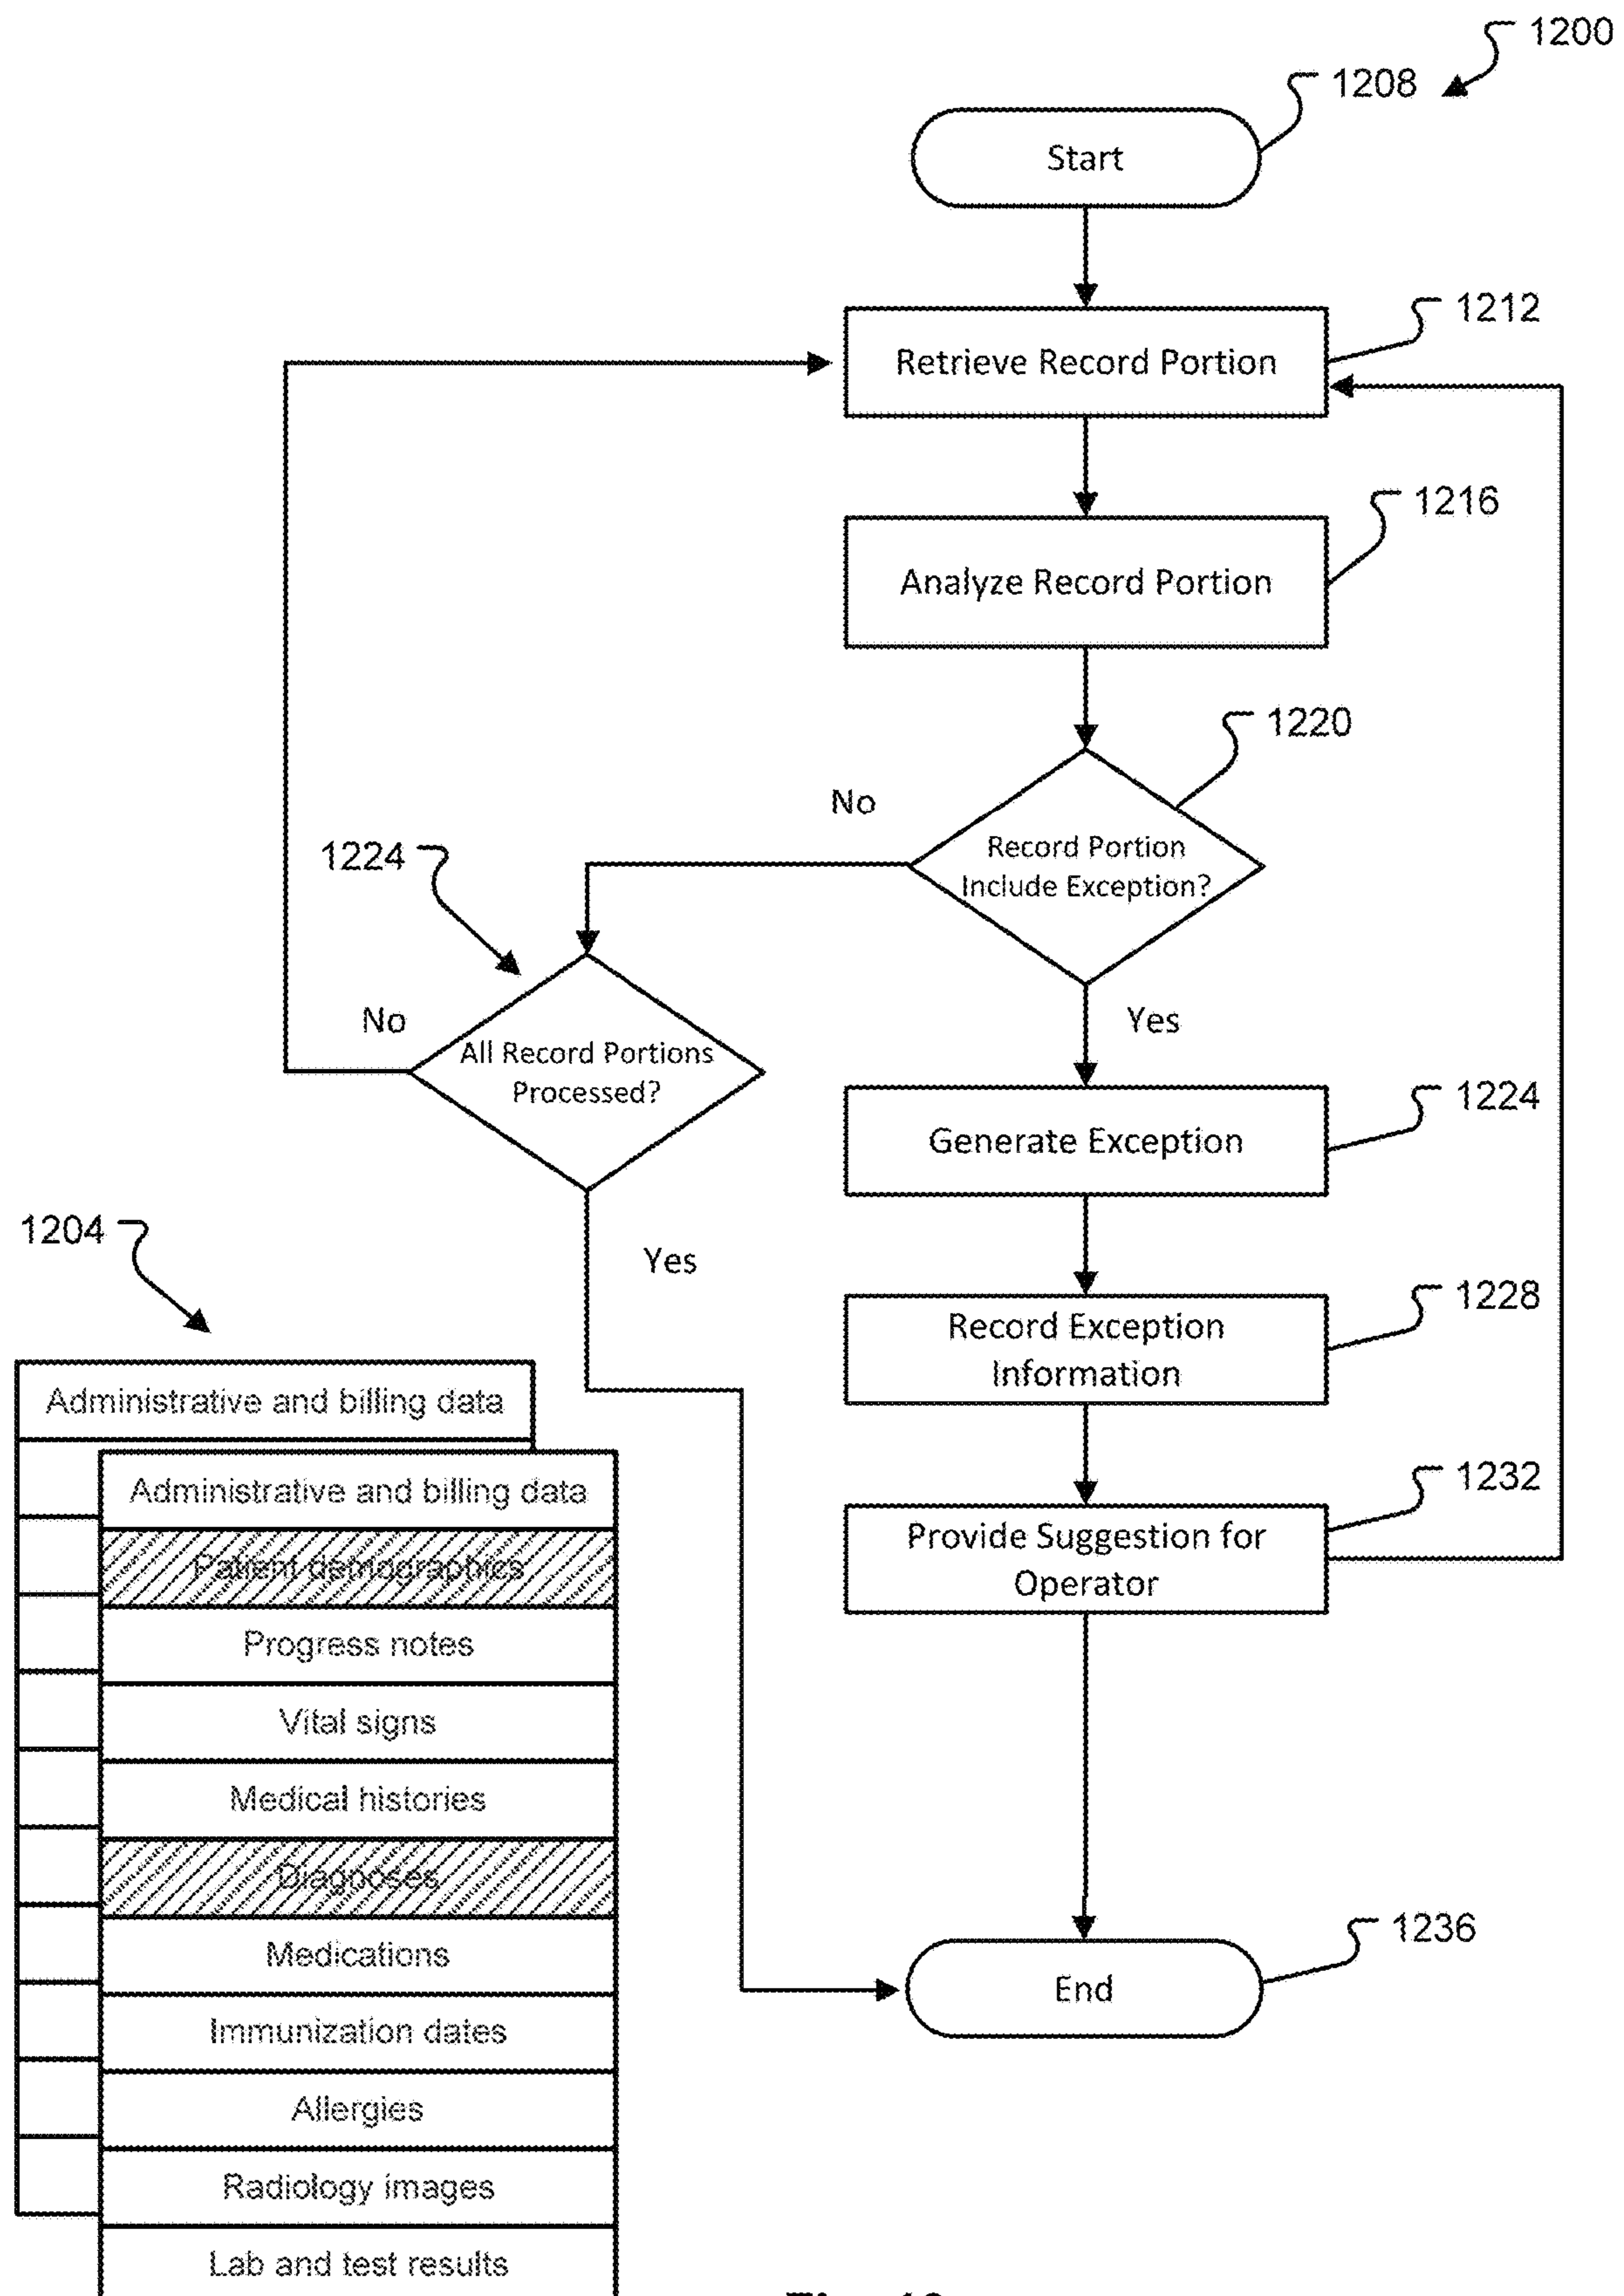 1200
1208
Start
1212
Retrieve Record Portion
1216
Analyze Record Portion
1220
No
Record Portion
Include Exception?
1224
No
Yes
All Record Portions
Processed?
1224
Generate Exception
1204
Yes
1228
Record Exception
Information
Administrative and billing data
1232
Administrative and billing data
Provide Suggestion for
Operator
Patient demographics
Progress notes
Vital signs
Medical histories
Diagnoses
1236
Medications
End
Immunization dates
Allergies
Radiology images
Lab and test results